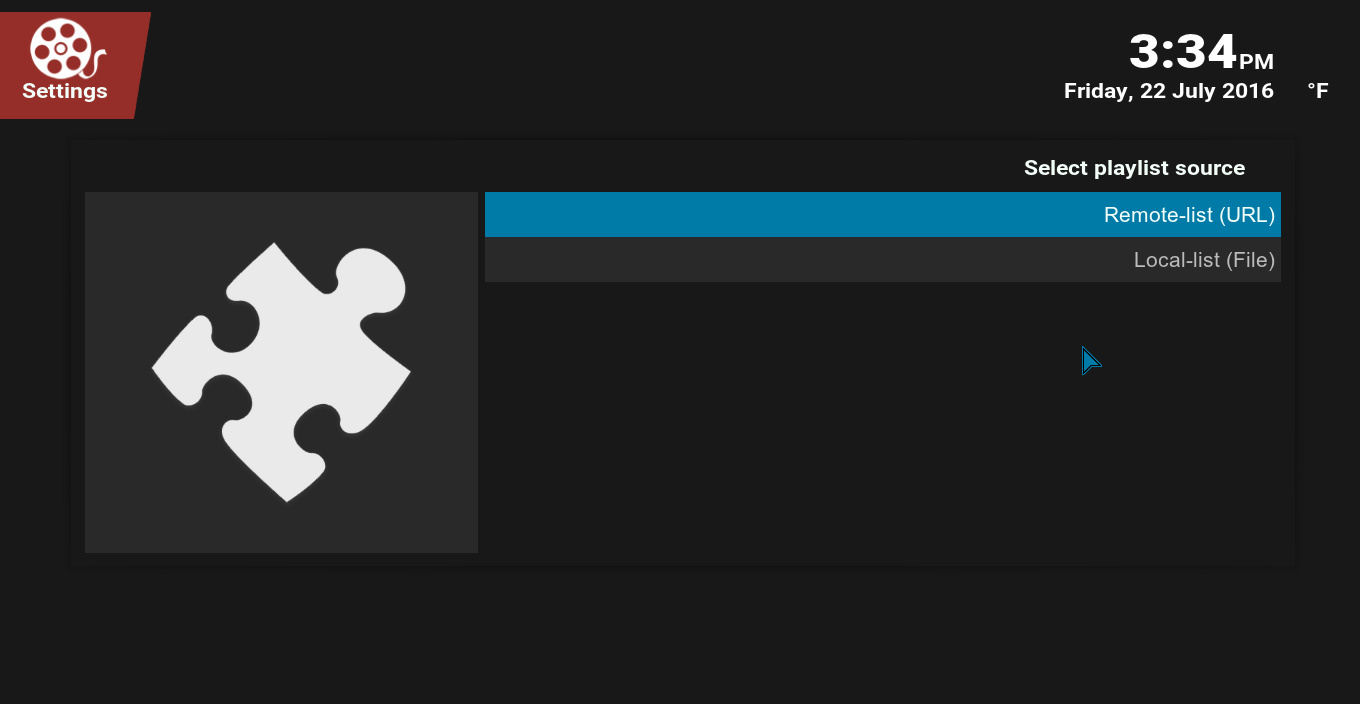 Settings
3:34PM
Friday, 22 July 2016 °F
Select playlist source
Remote-list (URL)
Local-list (File)